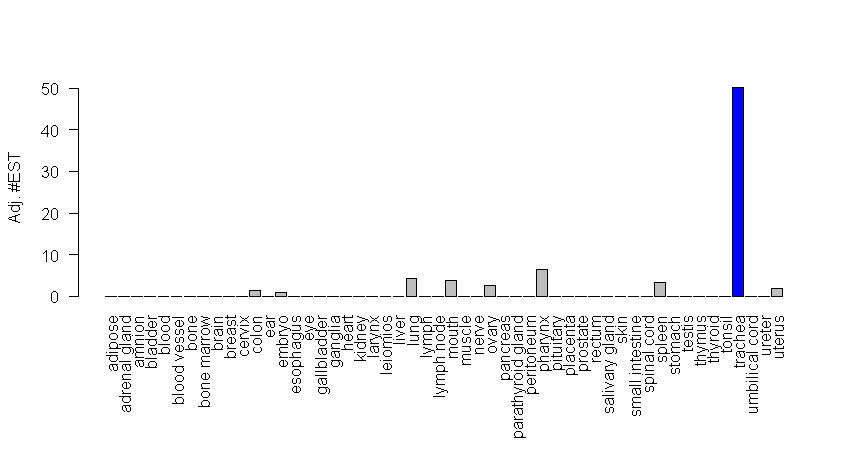 Adj. #EST
50
40
30
20
10
0
adipose
adrenal gland
amnion
bladder
blood
blood vessel
bone
bone marrow
brain
breast
cervix
colon
ear
embryo
esophagus
eye
gallbladder
ganglia
heart
kidney
larynx
leiomios
liver
lung
lymph
lymph node
mouth
muscle
nerve
ovary
pancreas
parathyroid gland
peritoneum
pharynx
pituitary
placenta
prostate
rectum
salivary gland
skin
small intestine
spinal cord
spleen
stomach
testis
thymus
thyroid
tonsil
trachea
umbilical cord
ureter
uterus